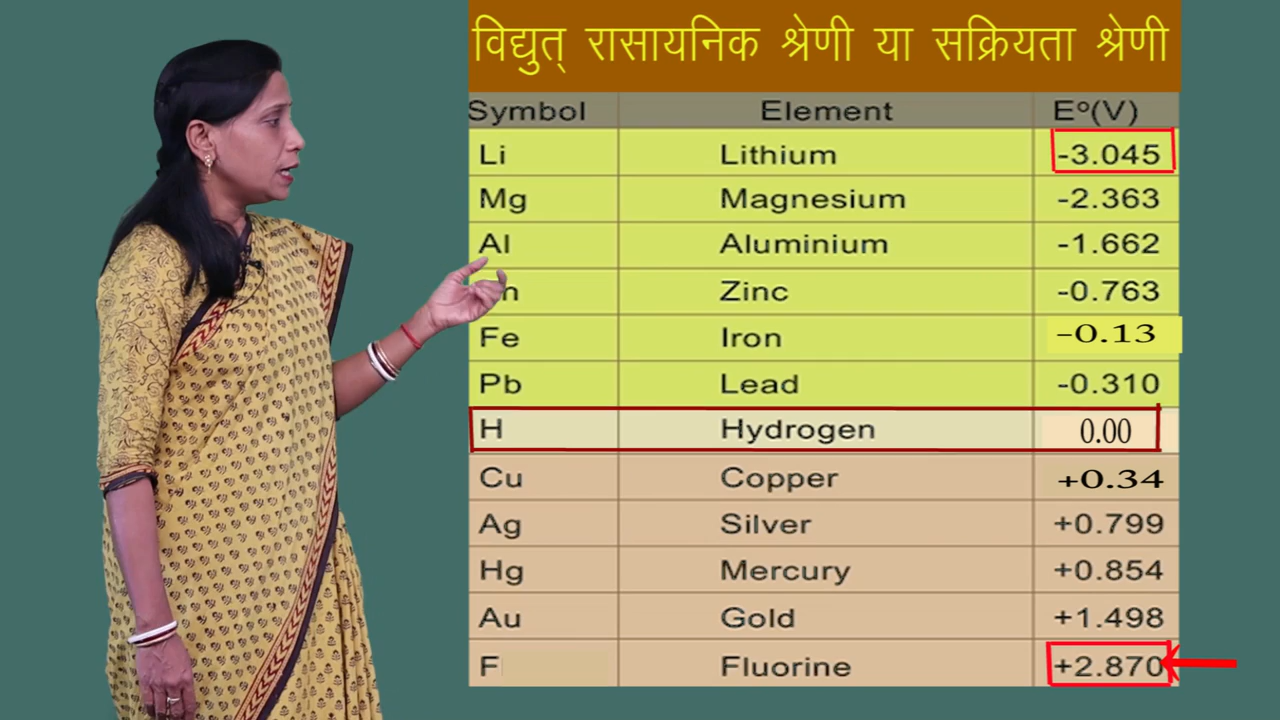 विद्युत् रासायनिक श्रेणी या सक्रियता श्रेणी
Symbol Element Eº(V)
Li Lithium -3.045
Mg Magnesium -2.363
Al Aluminium -1.662
Zinc -0.763
Fe Iron -0.13
Pb Lead -0.310
H Hydrogen 0.00
Cu Copper +0.34
Ag Silver +0.799
Hg Mercury +0.854
Au Gold +1.498
F Fluorine +2.870